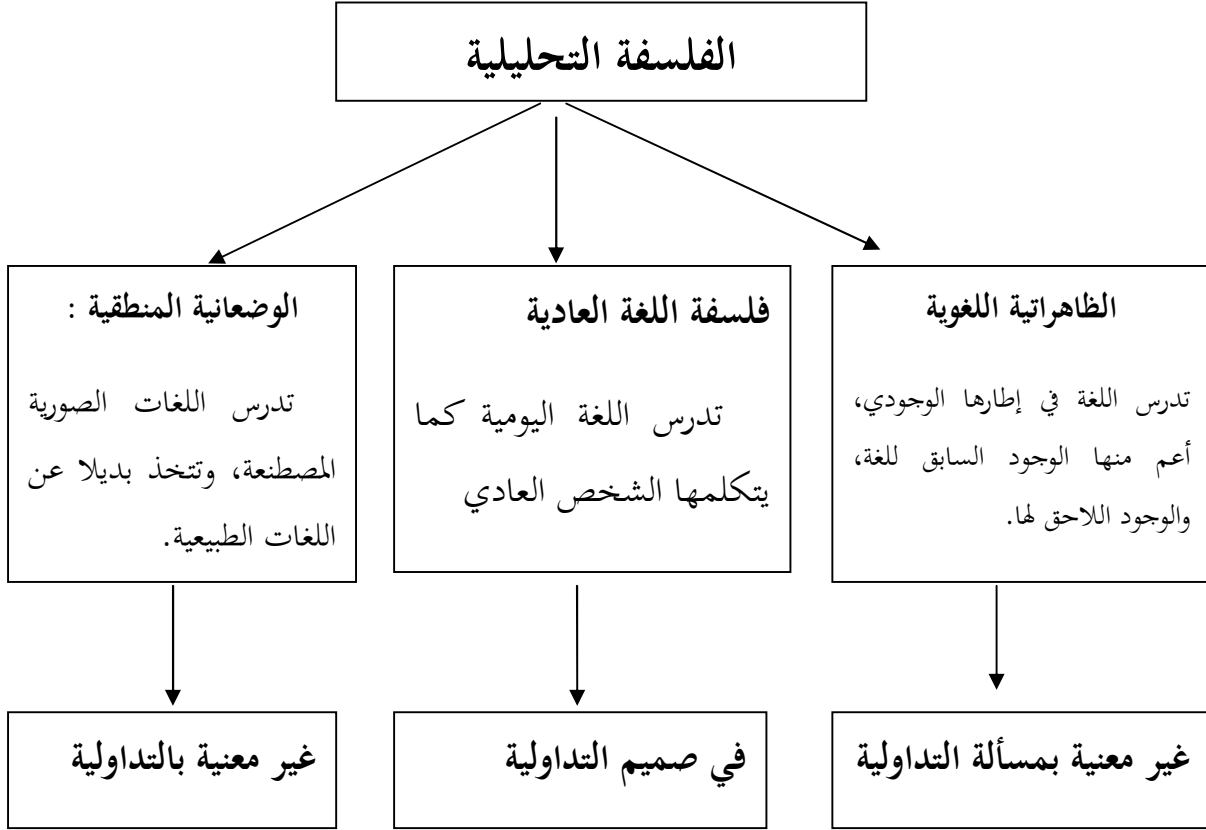 الفلسفة التحليلية
الظاهراتية اللغوية
تدرس اللغة في إطارها الوجودي،
أعم منها الوجود السابق للغة،
والوجود اللاحق لها.
فلسفة اللغة العادية
تدرس اللغة اليومية كما
يتكلمها الشخص العادي
الوضعانية المنطقية :
تدرس اللغات الصورية
المصطنعة، وتتخذ بديلا عن
اللغات الطبيعية.
غير معنية بمسألة التداولية
في صميم التداولية
غير معنية بالتداولية